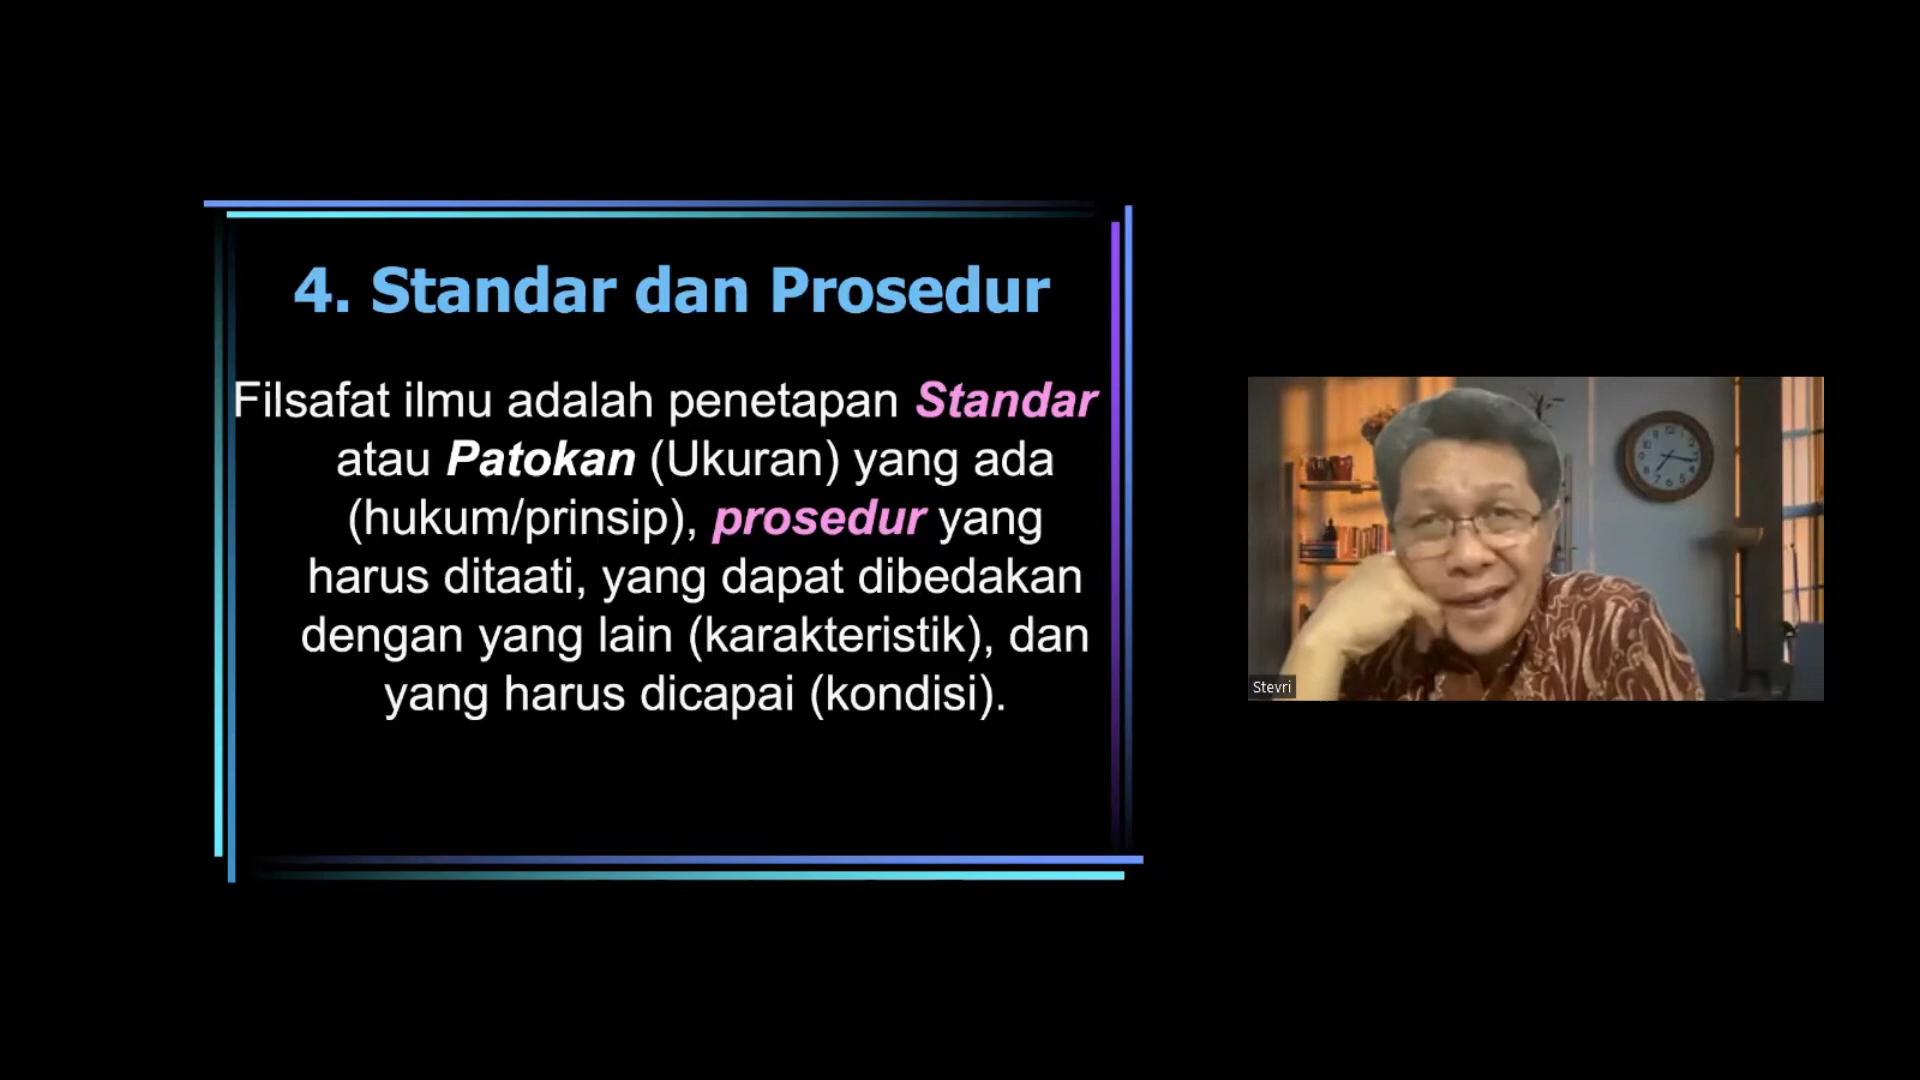 4. Standar dan Prosedur
Filsafat ilmu adalah penetapan Standar
atau Patokan (Ukuran) yang ada
(hukum/prinsip), prosedur yang
harus ditaati, yang dapat dibedakan
dengan yang lain (karakteristik), dan
yang harus dicapai (kondisi).
Stevri